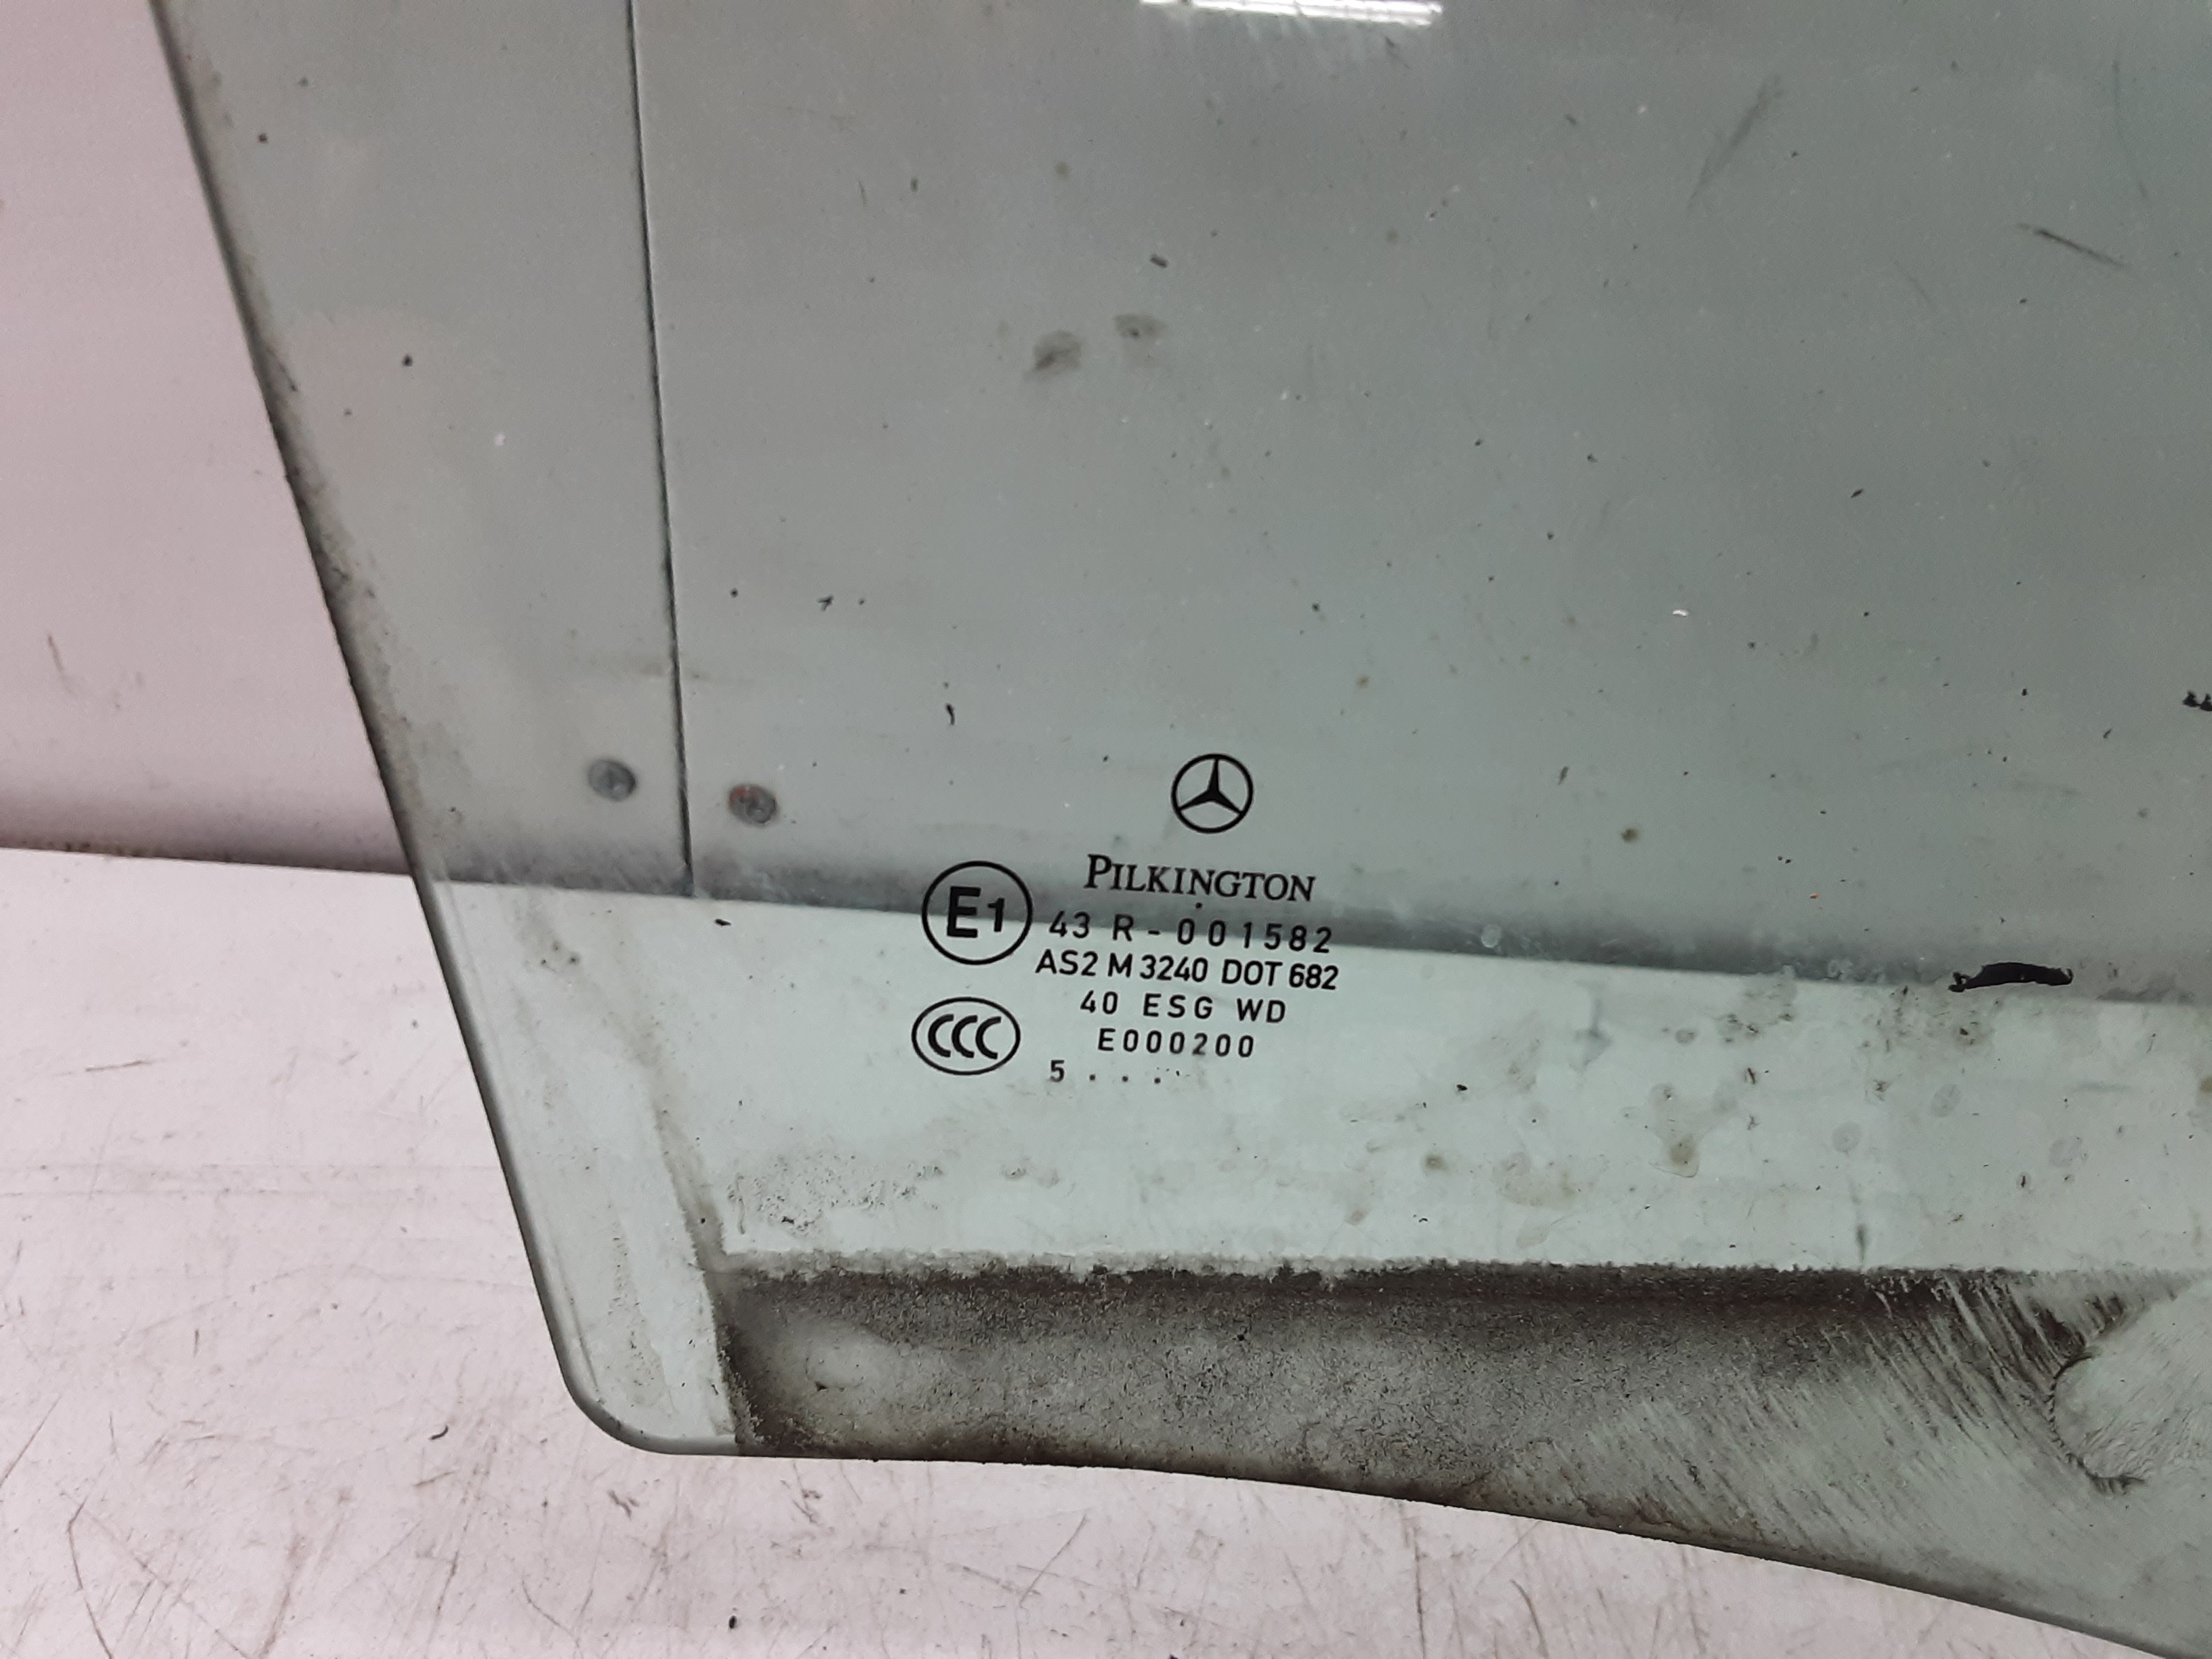 PILKINGTON
E1 43 R - 001582
AS2 M 3240 DOT 682
40 ESG WD
CCC E000200
5 . . .